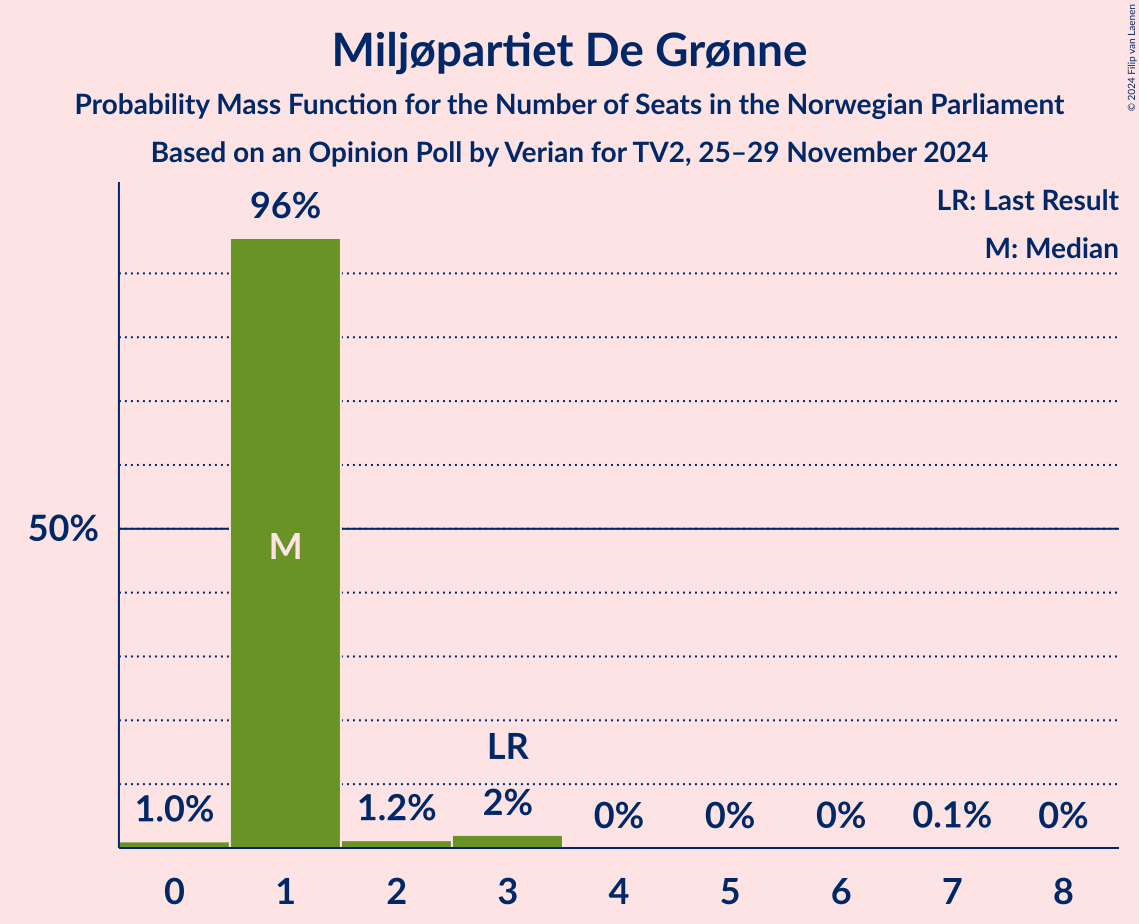 Miljøpartiet De Grønne
Probability Mass Function for the Number of Seats in the Norwegian Parliament
Based on an Opinion Poll by Verian for TV2, 25–29 November 2024
© 2024 Filip van Laenen
LR: Last Result
M: Median
96%
50%
M
LR
1.0% 1.2% 2% 0% 0% 0% 0.1% 0%
0 1 2 3 4 5 6 7 8